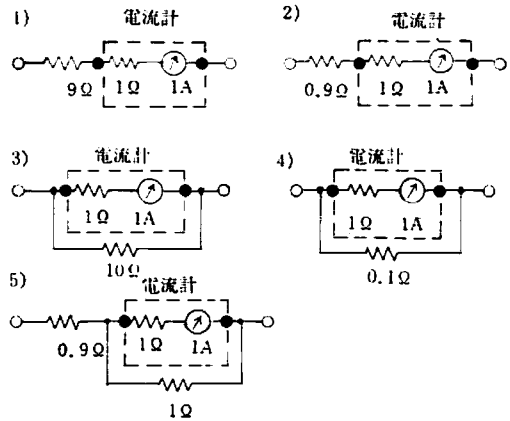 1) 電流計
9Ω 1Ω 1A
2) 電流計
0.9Ω 1Ω 1A
3) 電流計
1Ω 1A
10Ω
4) 電流計
1Ω 1A
0.1Ω
5) 電流計
0.9Ω 1Ω 1A
1Ω